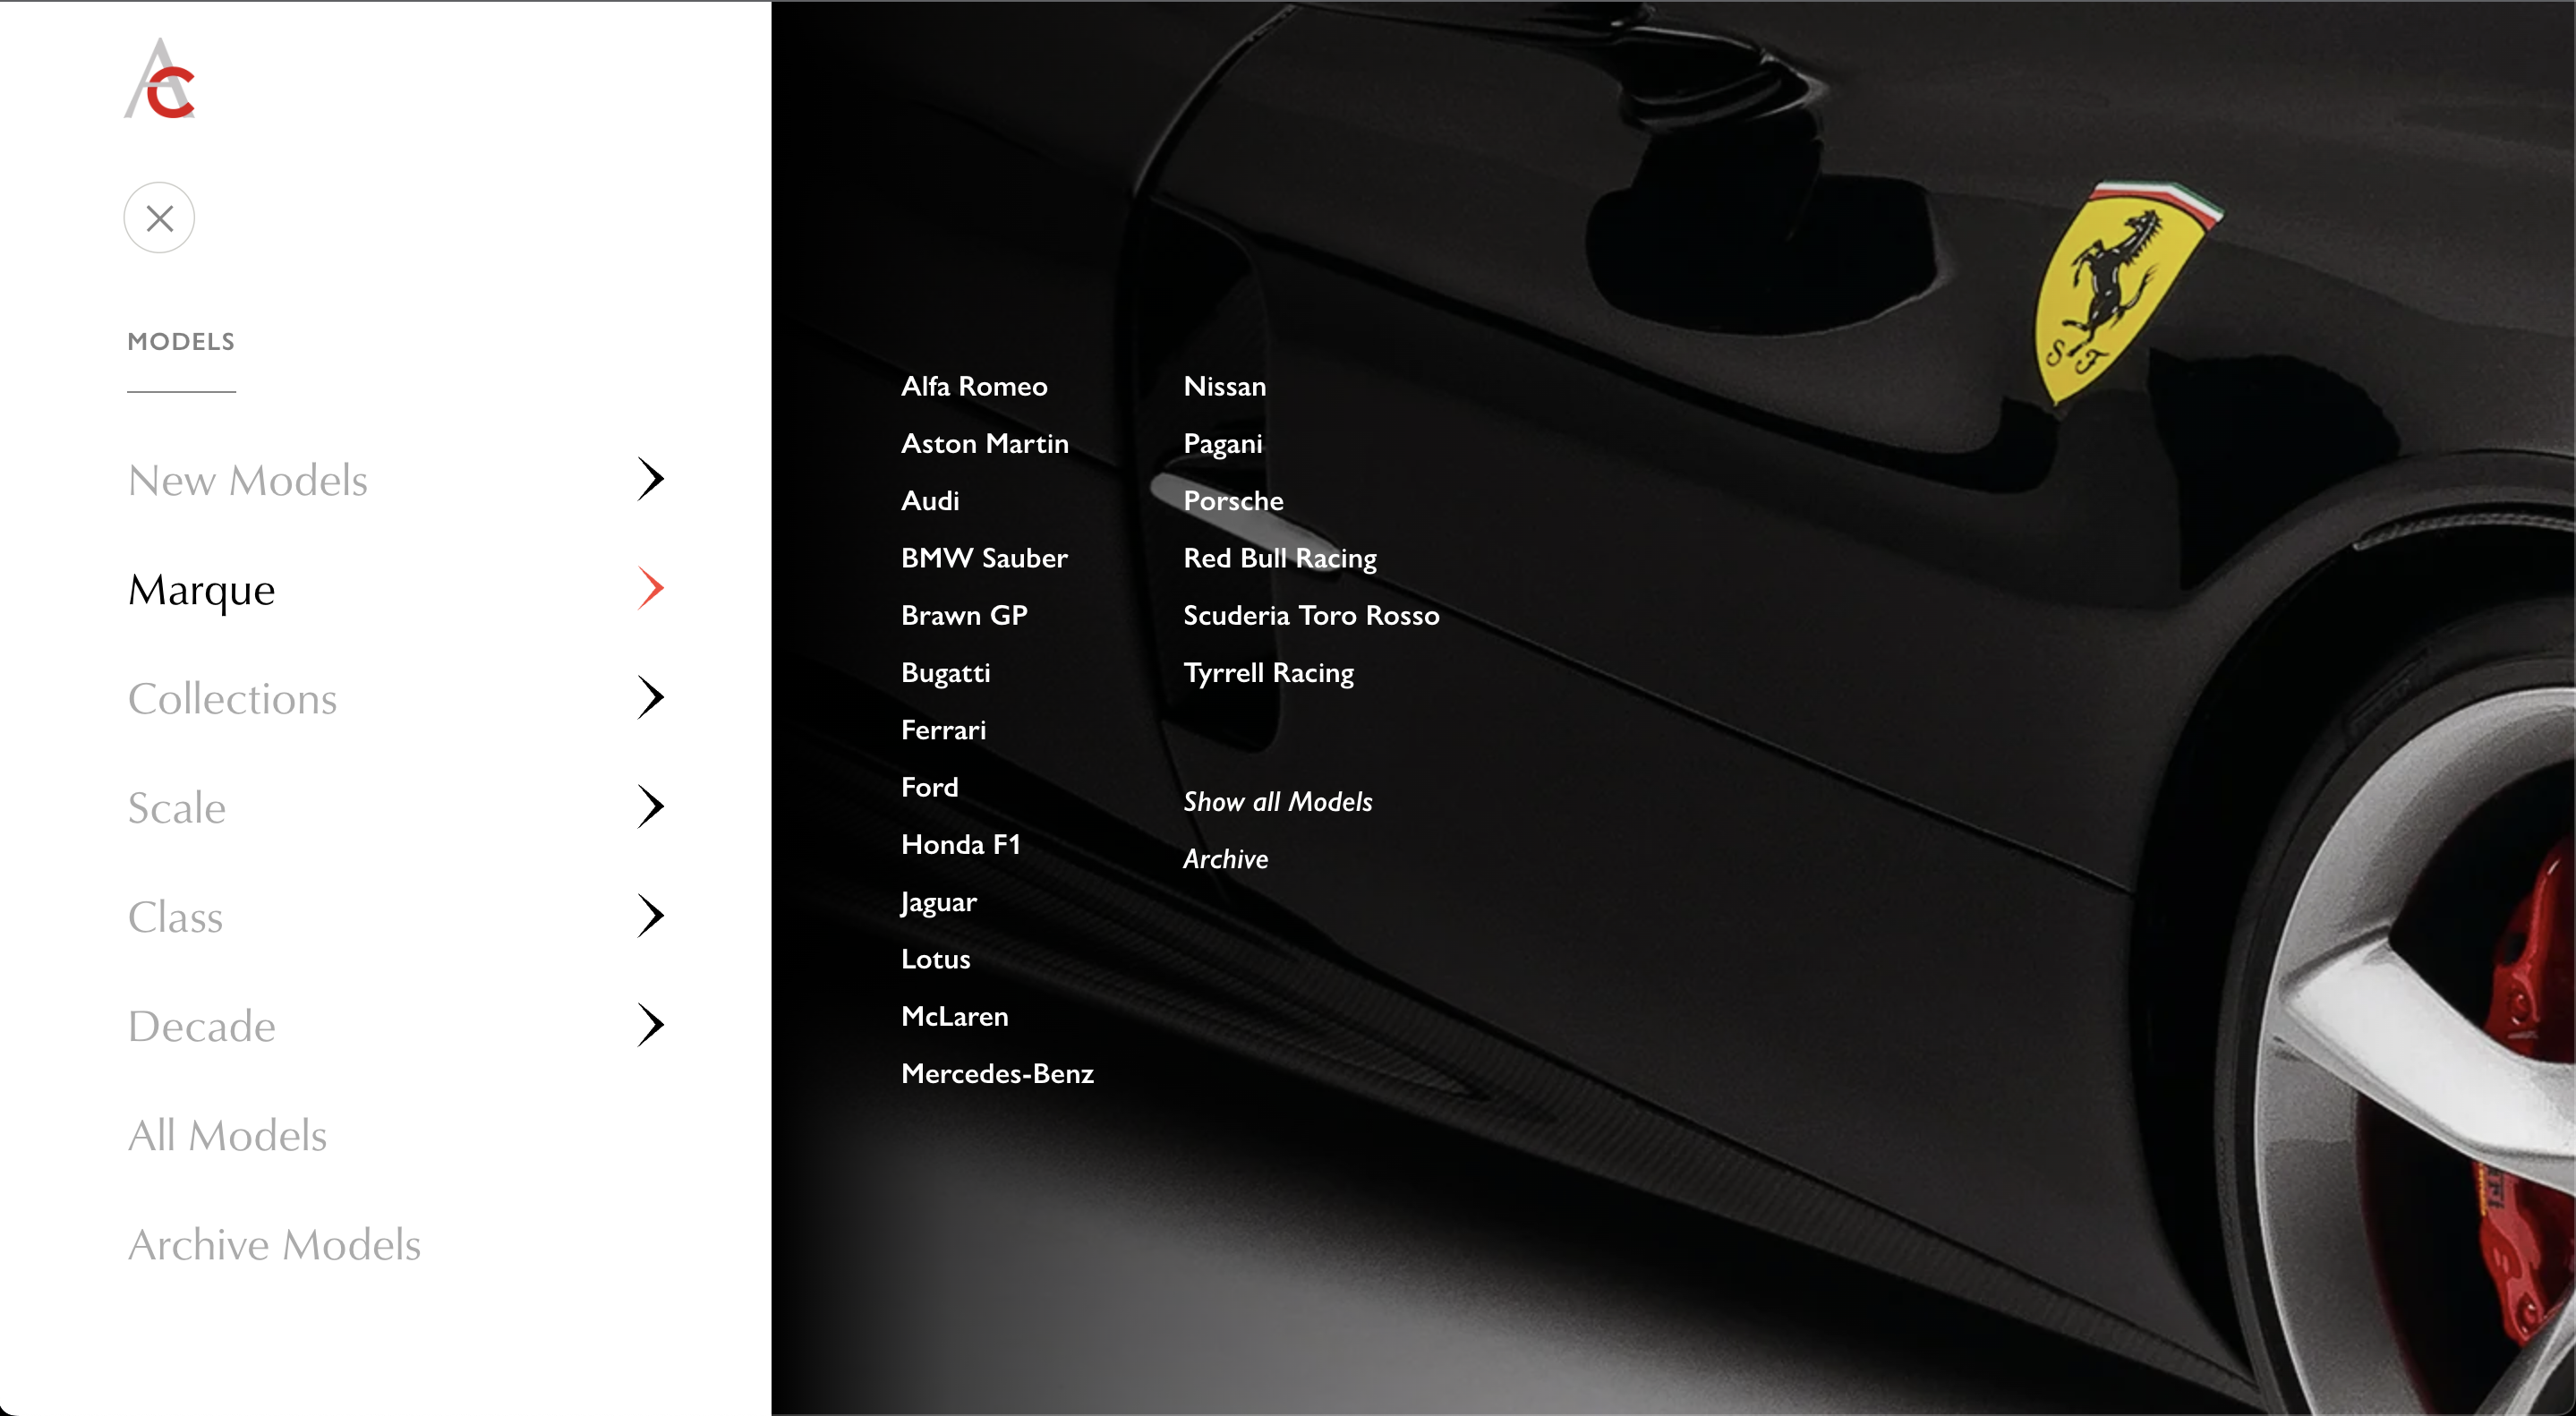 AC
MODELS
New Models
Marque
Collections
Scale
Class
Decade
All Models
Archive Models
Alfa Romeo
Aston Martin
Audi
BMW Sauber
Brawn GP
Bugatti
Ferrari
Ford
Honda F1
Jaguar
Lotus
McLaren
Mercedes-Benz
Nissan
Pagani
Porsche
Red Bull Racing
Scuderia Toro Rosso
Tyrrell Racing
Show all Models
Archive
S F